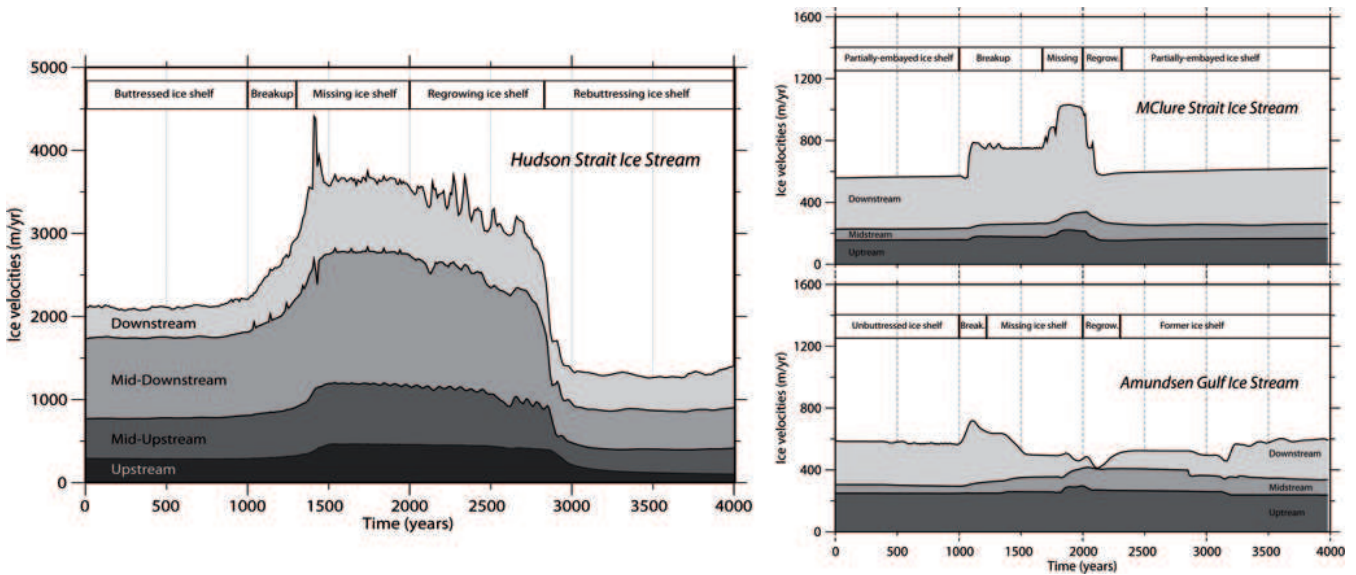 5000
Buttressed ice shelf Breakup Missing ice shelf Regrowing ice shelf Rebuttressing ice shelf
4000
Hudson Strait Ice Stream
3000
Ice velocities (m/yr)
2000
Downstream
Mid-Downstream
1000
Mid-Upstream
Upstream
0
0 500 1000 1500 2000 2500 3000 3500 4000
Time (years)
1600
Partially-embayed ice shelf Breakup Missing Regrow. Partially-embayed ice shelf
1200
MClure Strait Ice Stream
Ice velocities (m/yr)
800
400
Downstream
Midstream
Uptream
0
1600
Unbuttressed ice shelf Break. Missing ice shelf Regrow. Former ice shelf
1200
Amundsen Gulf Ice Stream
Ice velocities (m/yr)
800
Downstream
400
Midstream
Uptream
0
0 500 1000 1500 2000 2500 3000 3500 4000
Time (years)